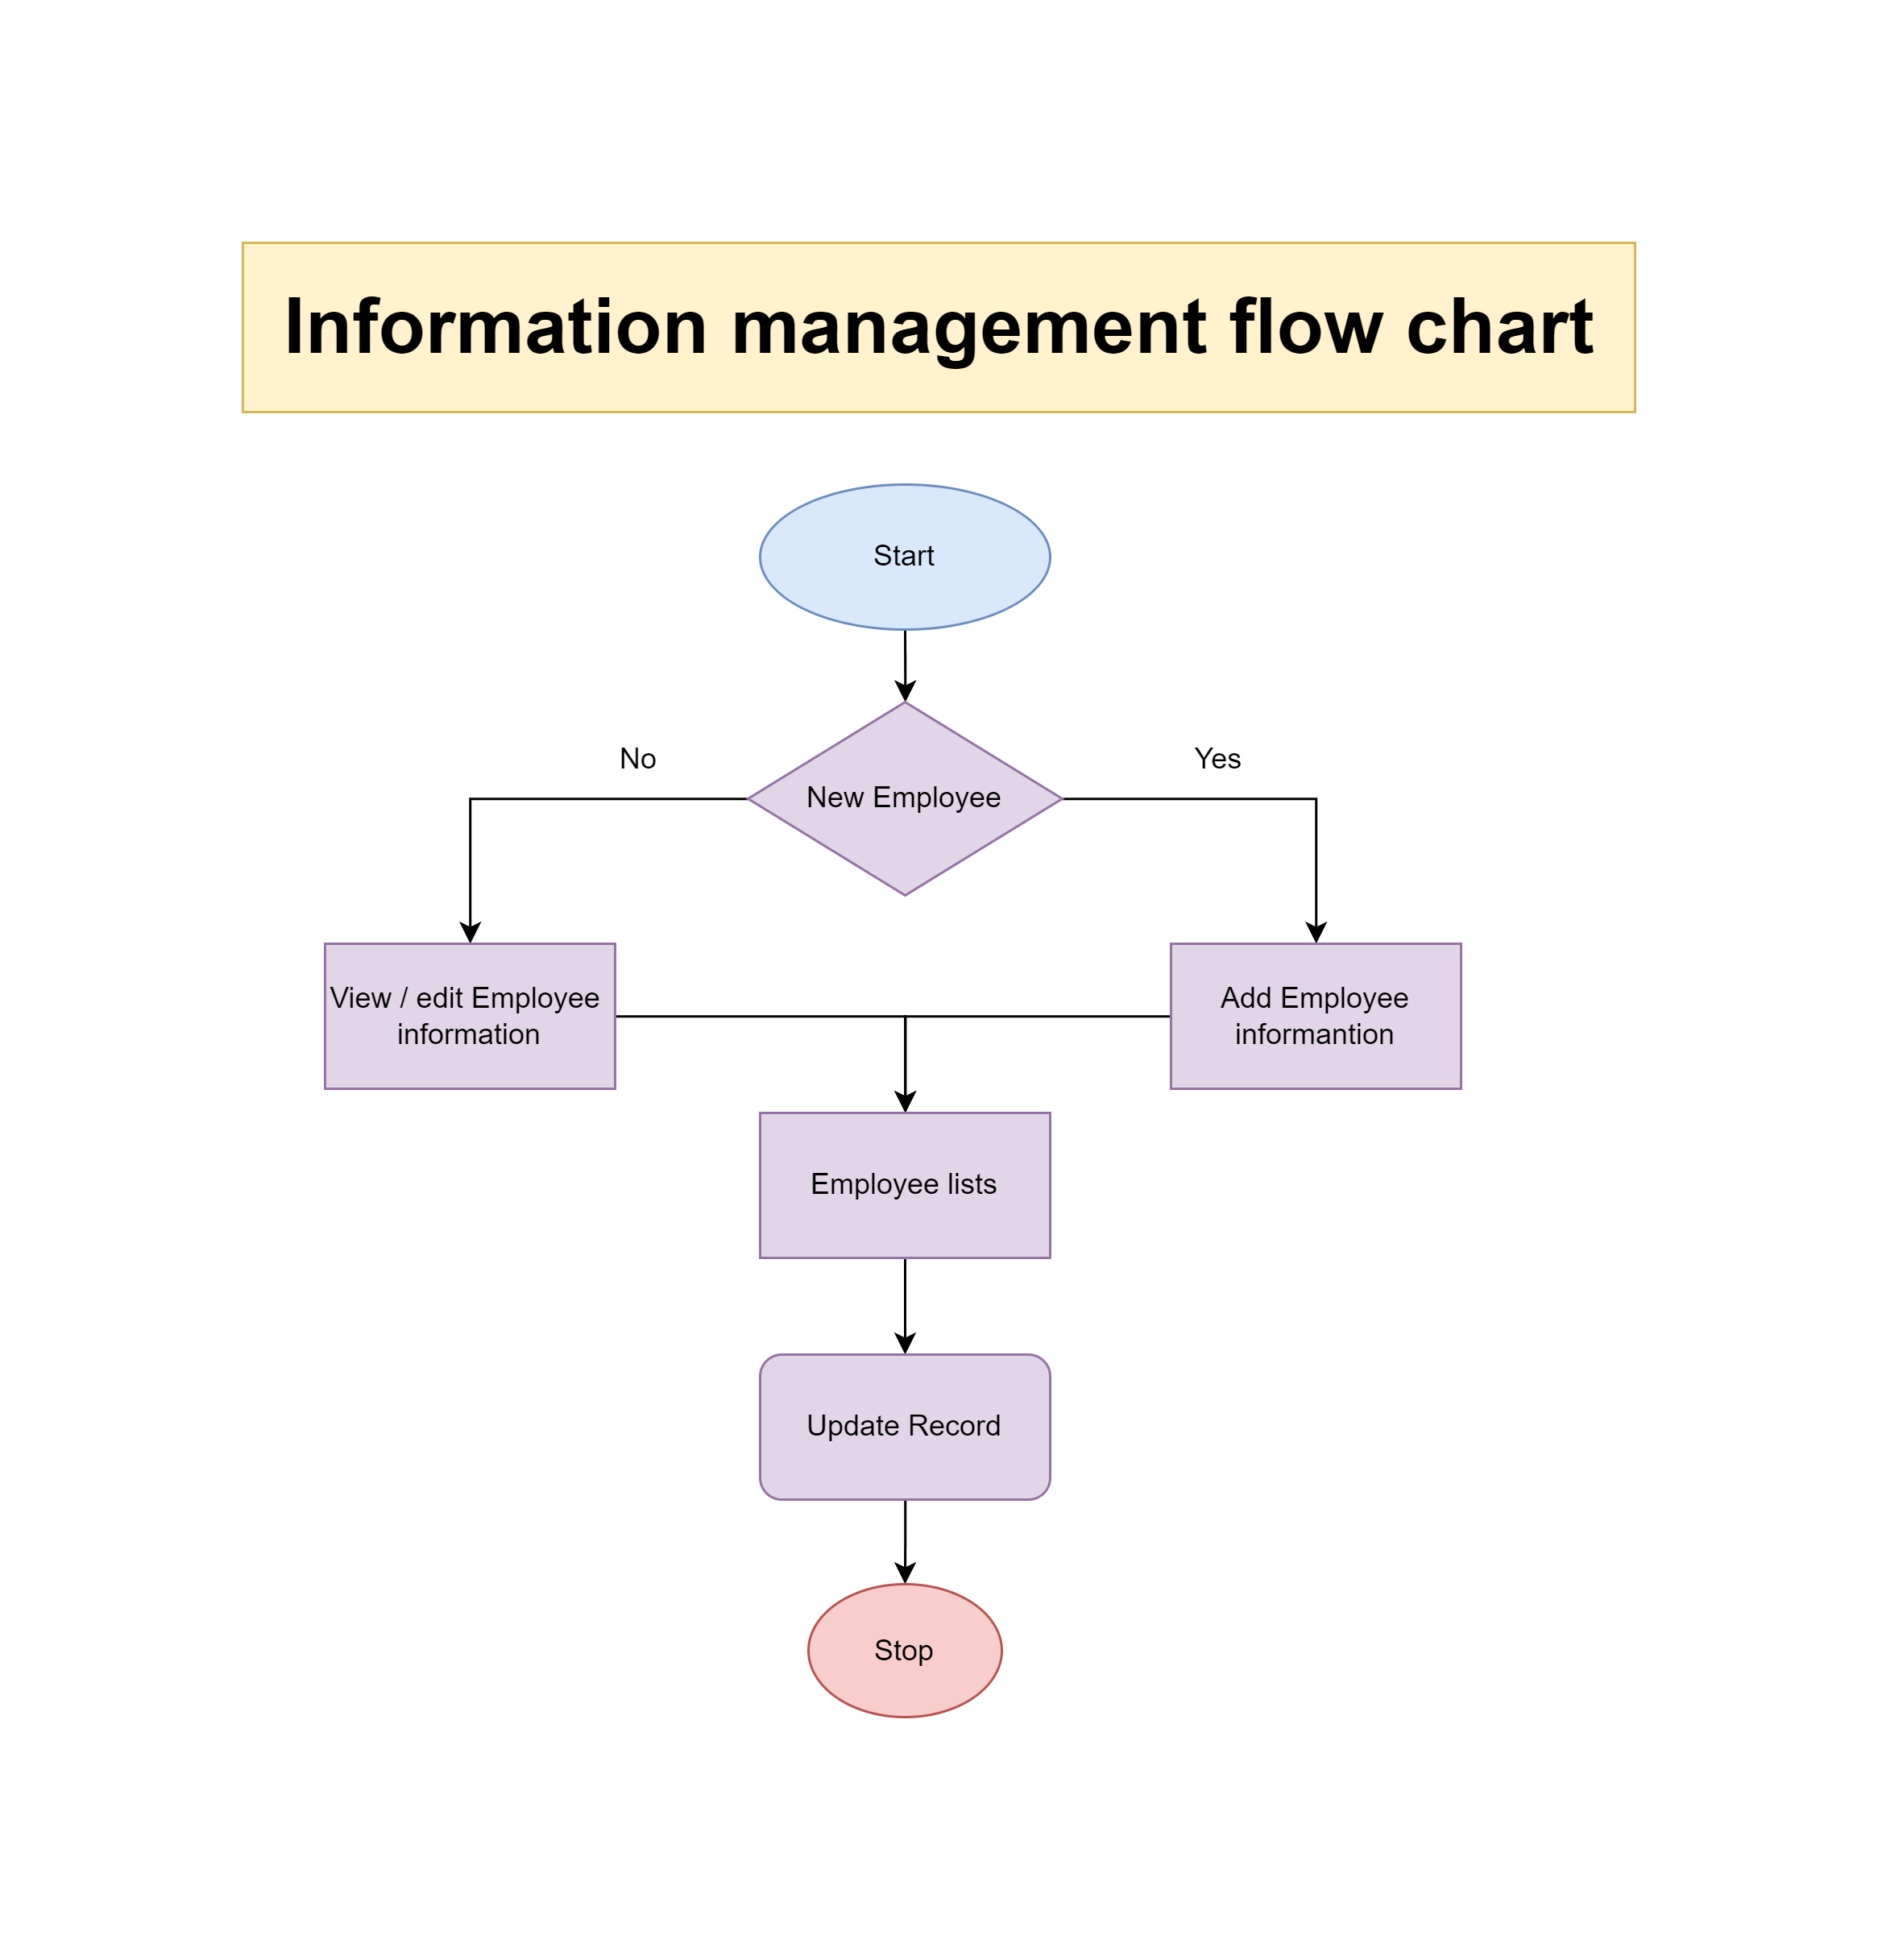 Information management flow chart
Start
No
Yes
New Employee
View / edit Employee
information
Add Employee
informantion
Employee lists
Update Record
Stop